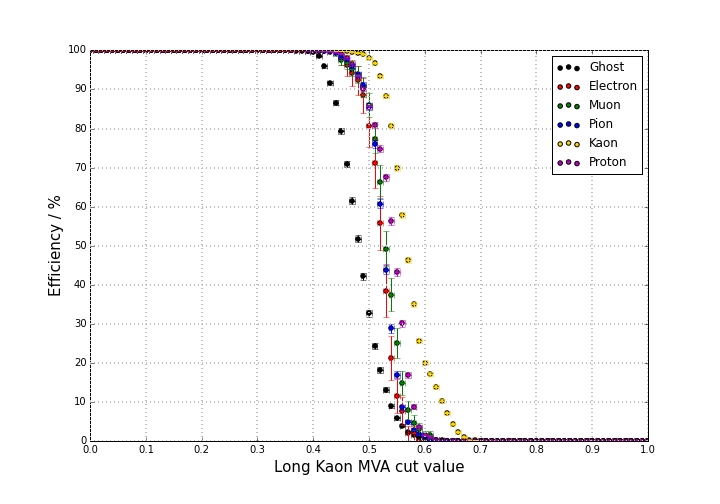 100
90
80
70
60
50
40
30
20
10
0
Efficiency / %
Ghost
Electron
Muon
Pion
Kaon
Proton
0.0 0.1 0.2 0.3 0.4 0.5 0.6 0.7 0.8 0.9 1.0
Long Kaon MVA cut value